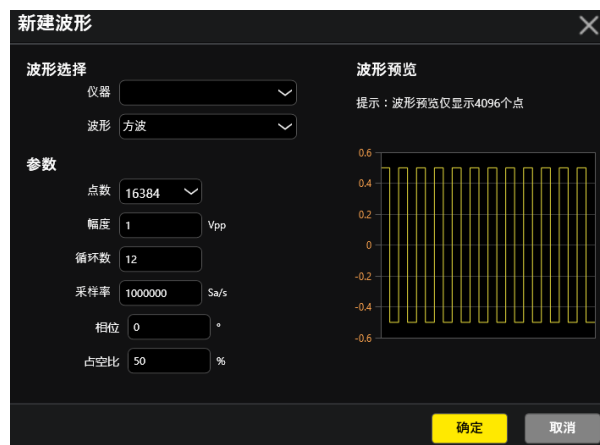 新建波形
波形选择
仪器
波形 方波
参数
点数 16384
幅度 1 Vpp
循环数 12
采样率 1000000 Sa/s
相位 0 °
占空比 50 %
波形预览
提示：波形预览仅显示4096个点
0.6
0.4
0.2
0
-0.2
-0.4
-0.6
确定 取消